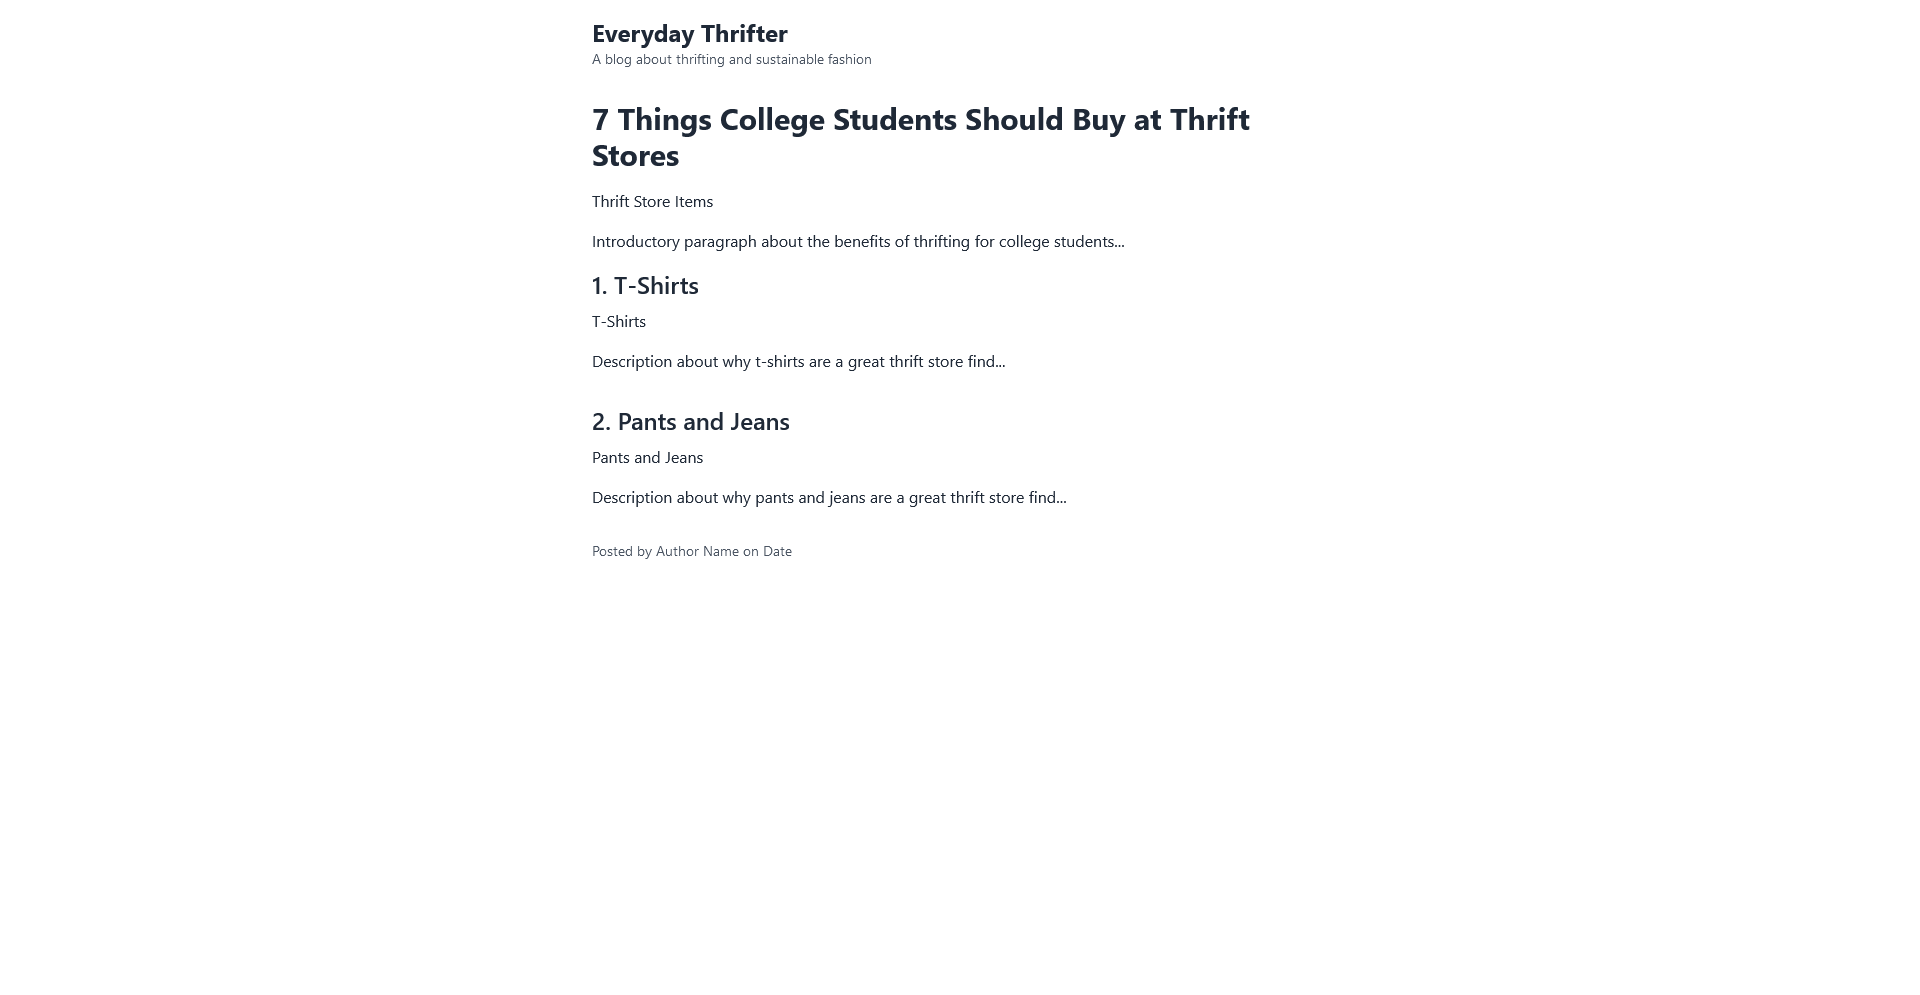 Everyday Thrifter
A blog about thrifting and sustainable fashion
7 Things College Students Should Buy at Thrift
Stores
Thrift Store Items
Introductory paragraph about the benefits of thrifting for college students...
1. T-Shirts
T-Shirts
Description about why t-shirts are a great thrift store find...
2. Pants and Jeans
Pants and Jeans
Description about why pants and jeans are a great thrift store find...
Posted by Author Name on Date